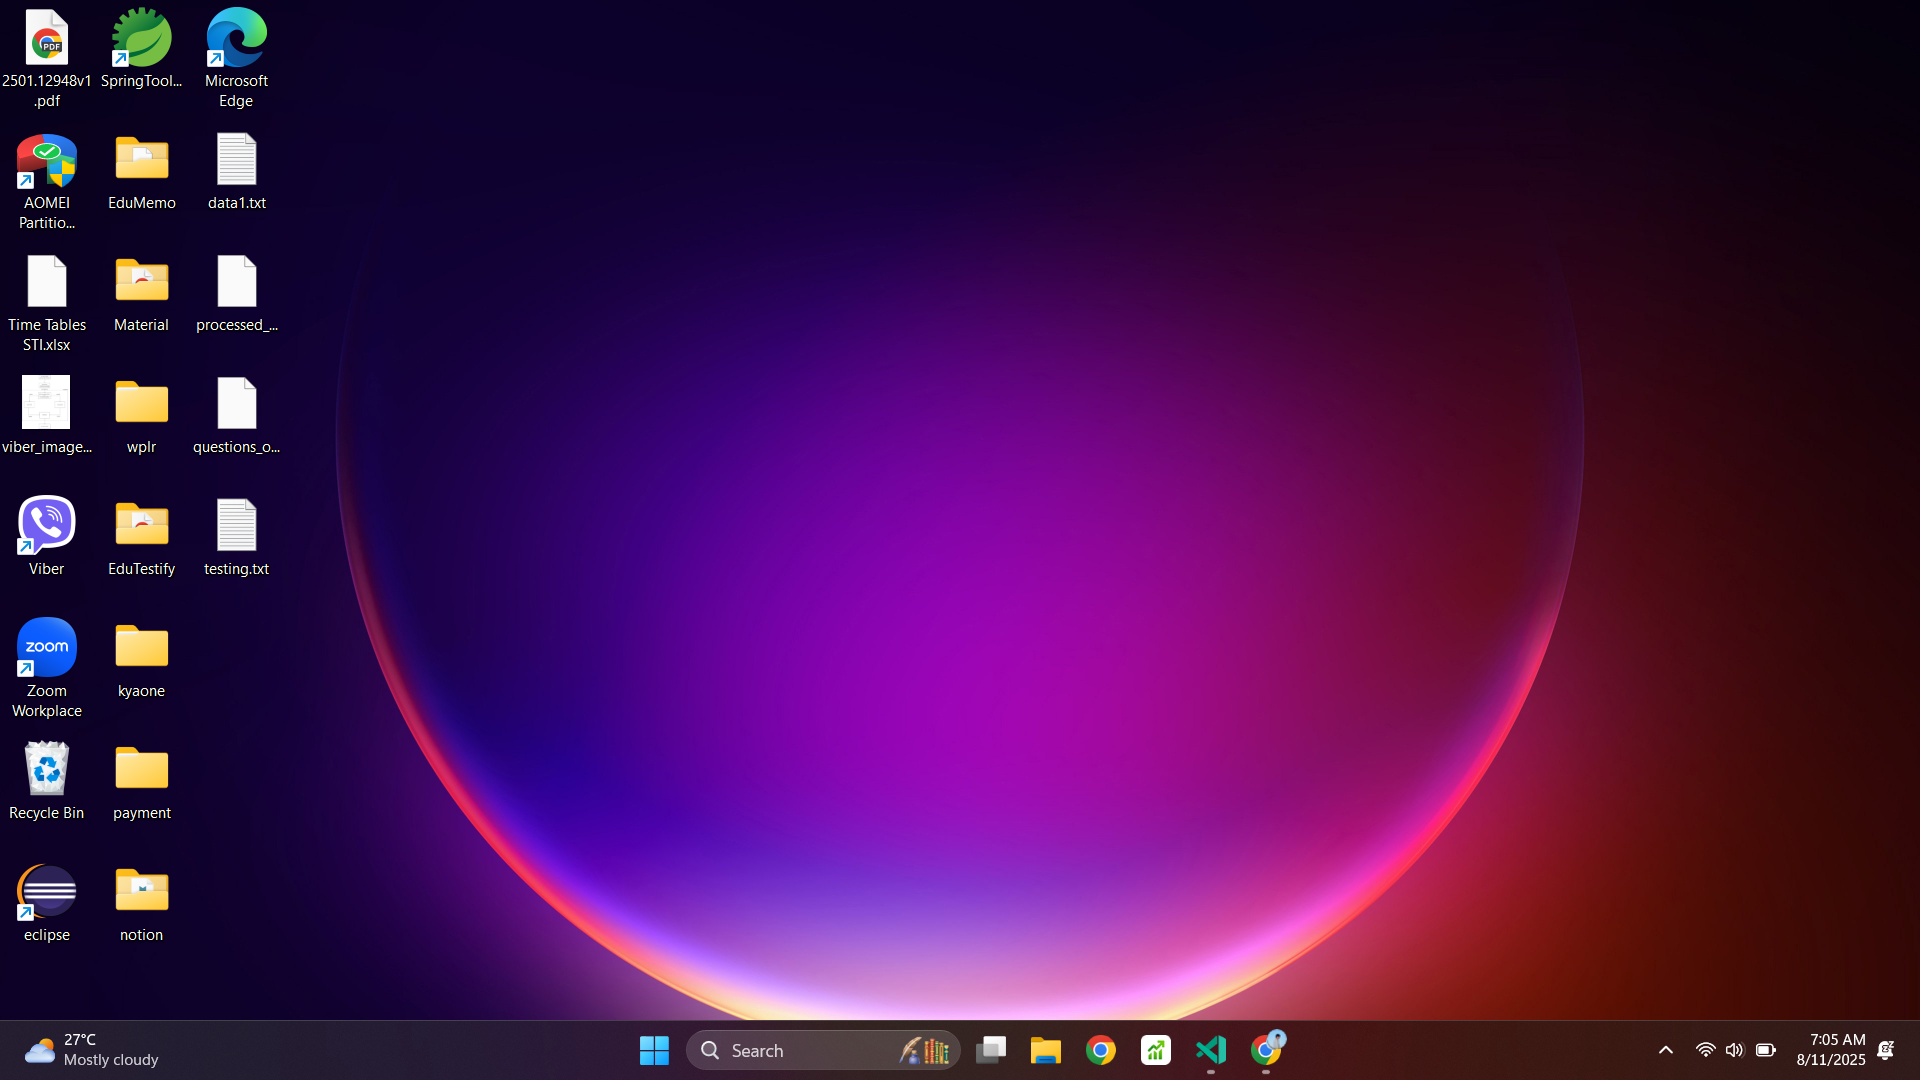 2501.12948v1
.pdf
SpringTool...
Microsoft
Edge
AOMEI
Partitio...
EduMemo
data1.txt
Time Tables
STI.xlsx
Material
processed_...
viber_image...
wplr
questions_o...
Viber
EduTestify
testing.txt
zoom
Zoom
Workplace
kyaone
Recycle Bin
payment
eclipse
notion
27°C
Mostly cloudy
Search
7:05 AM
8/11/2025
PDF